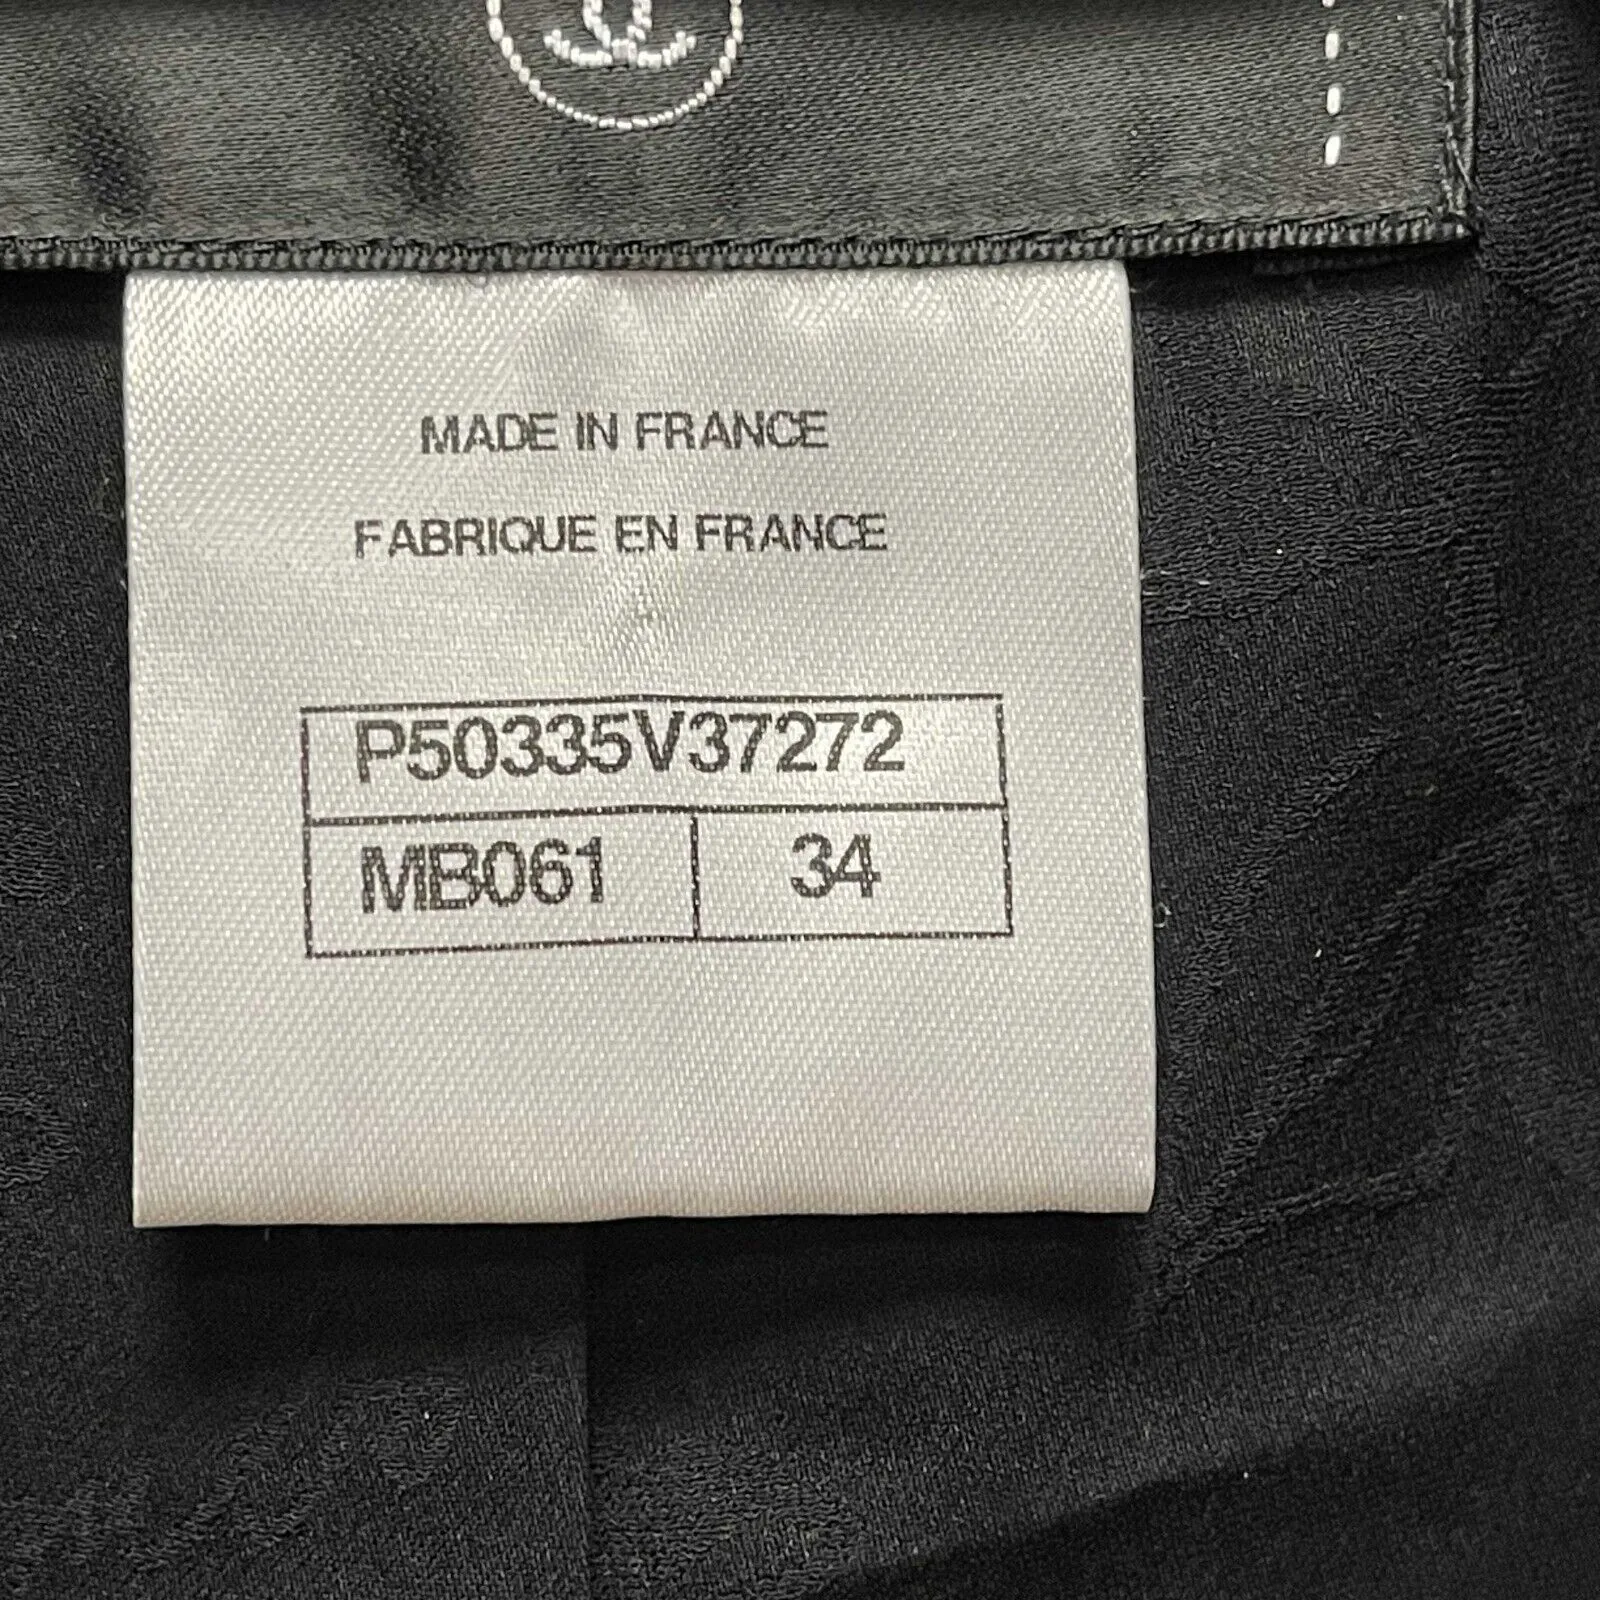 MADE IN FRANCE
FABRIQUE EN FRANCE
P50335V37272
MB061 34